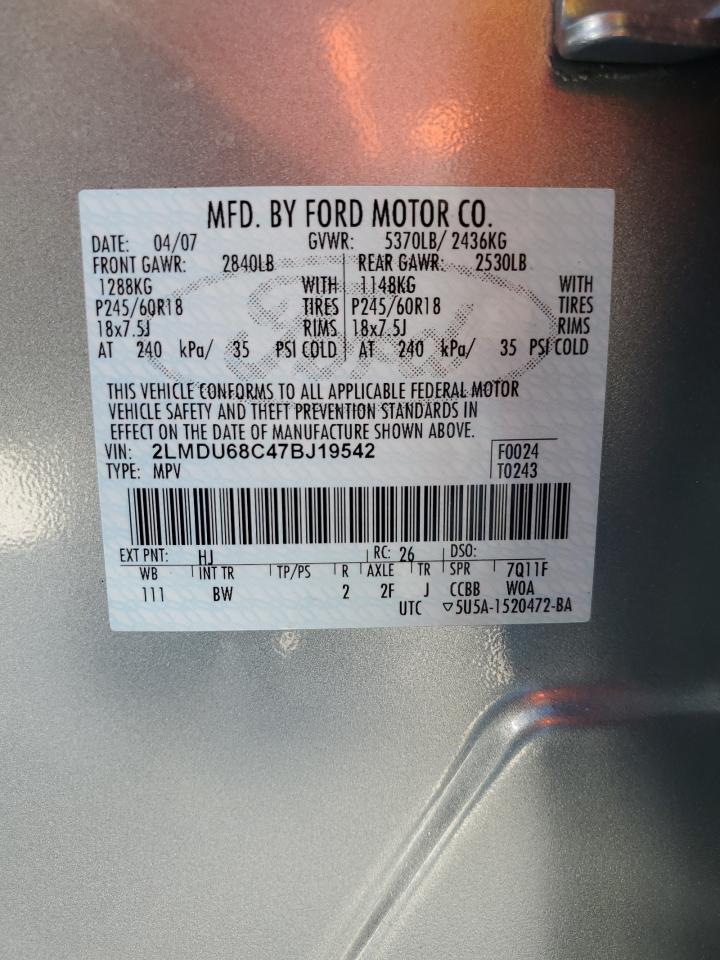 MFD. BY FORD MOTOR CO.
DATE: 04/07 GVWR: 5370LB/ 2436KG
FRONT GAWR: 2840LB REAR GAWR: 2530LB
1288KG WITH 1148KG WITH
P245/60R18 TIRES P245/60R18 TIRES
18x7.5J RIMS 18x7.5J RIMS
AT 240 kPa/ 35 PSI COLD AT 240 kPa/ 35 PSI COLD
Ford
THIS VEHICLE CONFORMS TO ALL APPLICABLE FEDERAL MOTOR
VEHICLE SAFETY AND THEFT PREVENTION STANDARDS IN
EFFECT ON THE DATE OF MANUFACTURE SHOWN ABOVE.
VIN: 2LMDU68C47BJ19542 F0024
TYPE: MPV T0243
EXT PNT: HJ RC: 26 DSO:
WB INT TR TP/PS R AXLE TR SPR 7Q11F
111 BW 2 2F J CCBB W0A
UTC ▽5U5A-1520472-BA